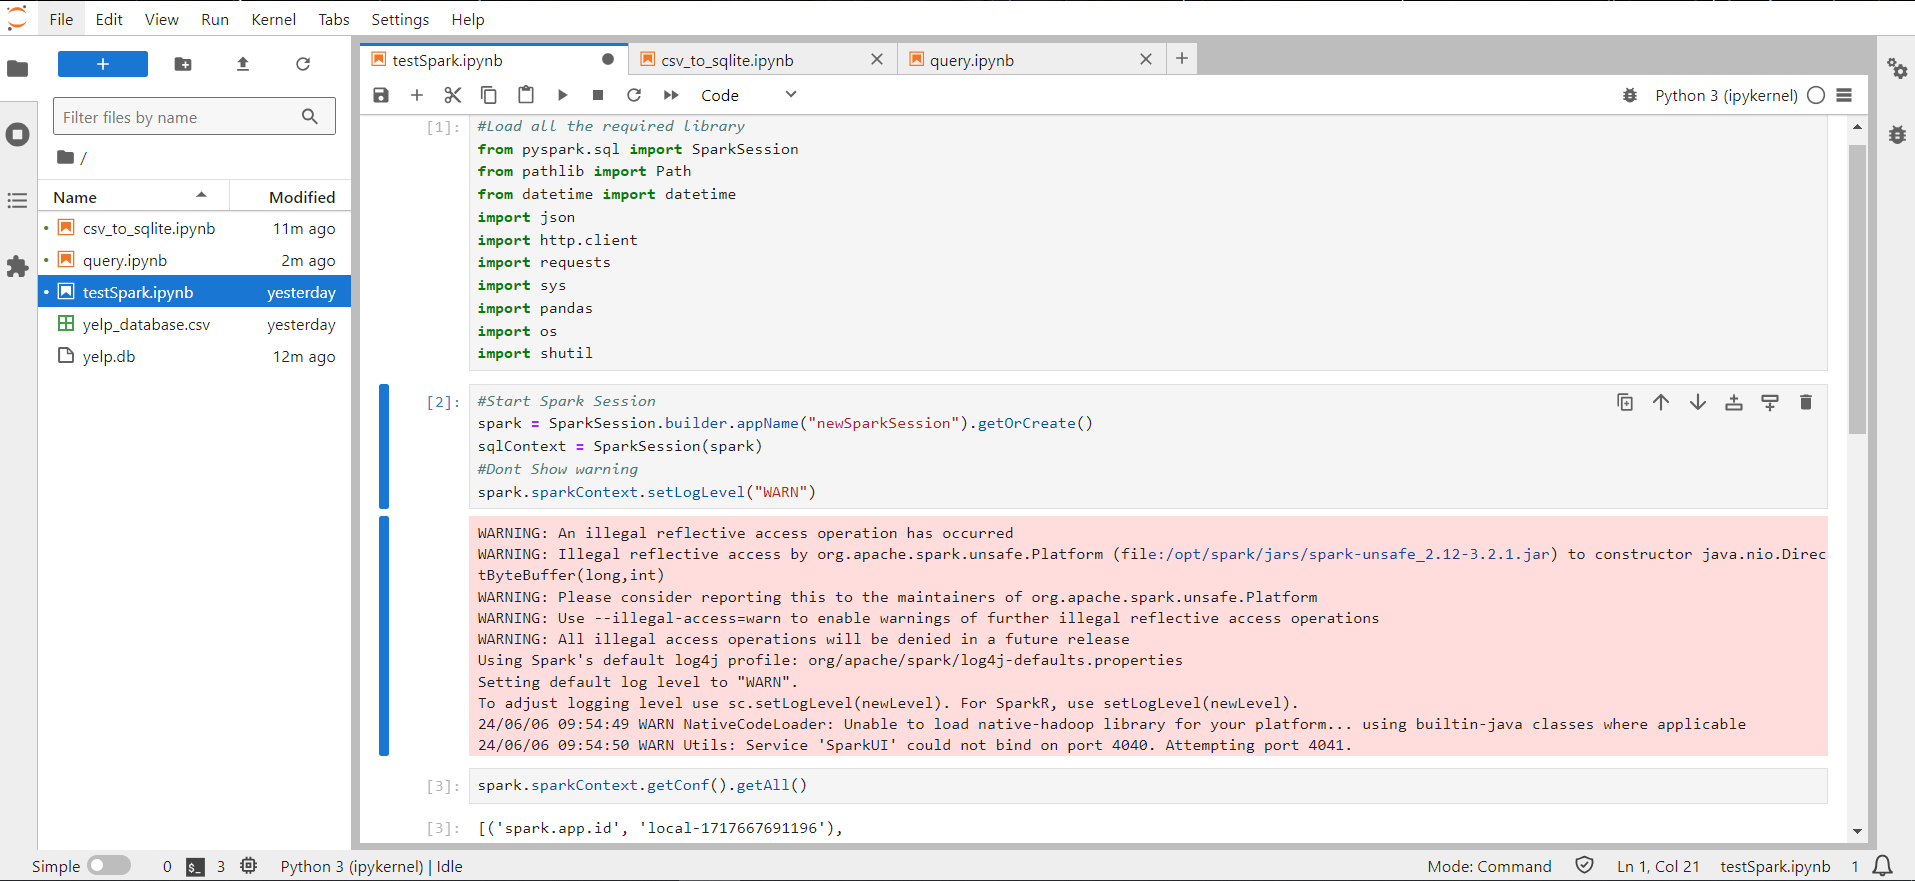 File Edit View Run Kernel Tabs Settings Help
testSpark.ipynb
csv_to_sqlite.ipynb
query.ipynb
Filter files by name
/
Name Modified
csv_to_sqlite.ipynb 11m ago
query.ipynb 2m ago
testSpark.ipynb yesterday
yelp_database.csv yesterday
yelp.db 12m ago
Code
Python 3 (ipykernel)
[1]: #Load all the required library
from pyspark.sql import SparkSession
from pathlib import Path
from datetime import datetime
import json
import http.client
import requests
import sys
import pandas
import os
import shutil
[2]: #Start Spark Session
spark = SparkSession.builder.appName("newSparkSession").getOrCreate()
sqlContext = SparkSession(spark)
#Dont Show warning
spark.sparkContext.setLogLevel("WARN")
WARNING: An illegal reflective access operation has occurred
WARNING: Illegal reflective access by org.apache.spark.unsafe.Platform (file:/opt/spark/jars/spark-unsafe_2.12-3.2.1.jar) to constructor java.nio.Direc
tByteBuffer(long,int)
WARNING: Please consider reporting this to the maintainers of org.apache.spark.unsafe.Platform
WARNING: Use --illegal-access=warn to enable warnings of further illegal reflective access operations
WARNING: All illegal access operations will be denied in a future release
Using Spark's default log4j profile: org/apache/spark/log4j-defaults.properties
Setting default log level to "WARN".
To adjust logging level use sc.setLogLevel(newLevel). For SparkR, use setLogLevel(newLevel).
24/06/06 09:54:49 WARN NativeCodeLoader: Unable to load native-hadoop library for your platform... using builtin-java classes where applicable
24/06/06 09:54:50 WARN Utils: Service 'SparkUI' could not bind on port 4040. Attempting port 4041.
[3]: spark.sparkContext.getConf().getAll()
[3]: [('spark.app.id', 'local-1717667691196'),
Simple 0 $_ 3 Python 3 (ipykernel) | Idle Mode: Command Ln 1, Col 21 testSpark.ipynb 1